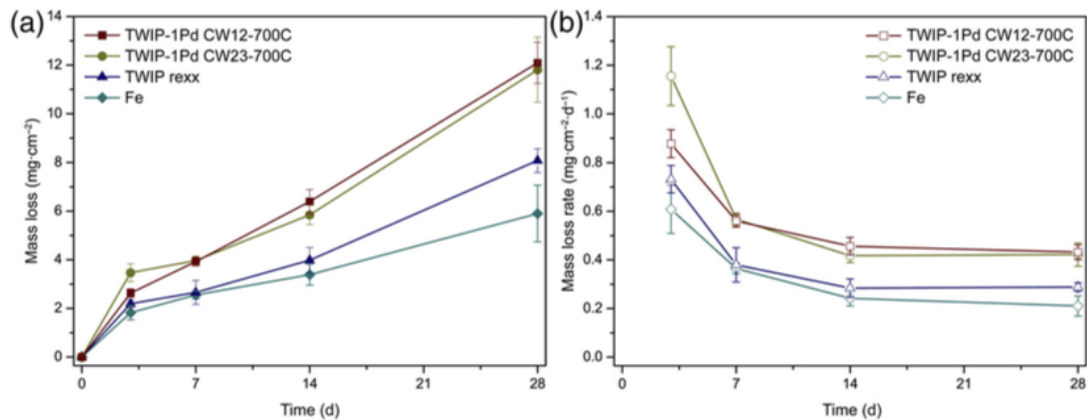 (a)
14
12
10
8
6
4
2
0
Mass loss (mg·cm⁻²)
TWIP-1Pd CW12-700C
TWIP-1Pd CW23-700C
TWIP rexx
Fe
0 7 14 21 28
Time (d)
(b)
1.4
1.2
1.0
0.8
0.6
0.4
0.2
0.0
Mass loss rate (mg·cm⁻²·d⁻¹)
TWIP-1Pd CW12-700C
TWIP-1Pd CW23-700C
TWIP rexx
Fe
0 7 14 21 28
Time (d)